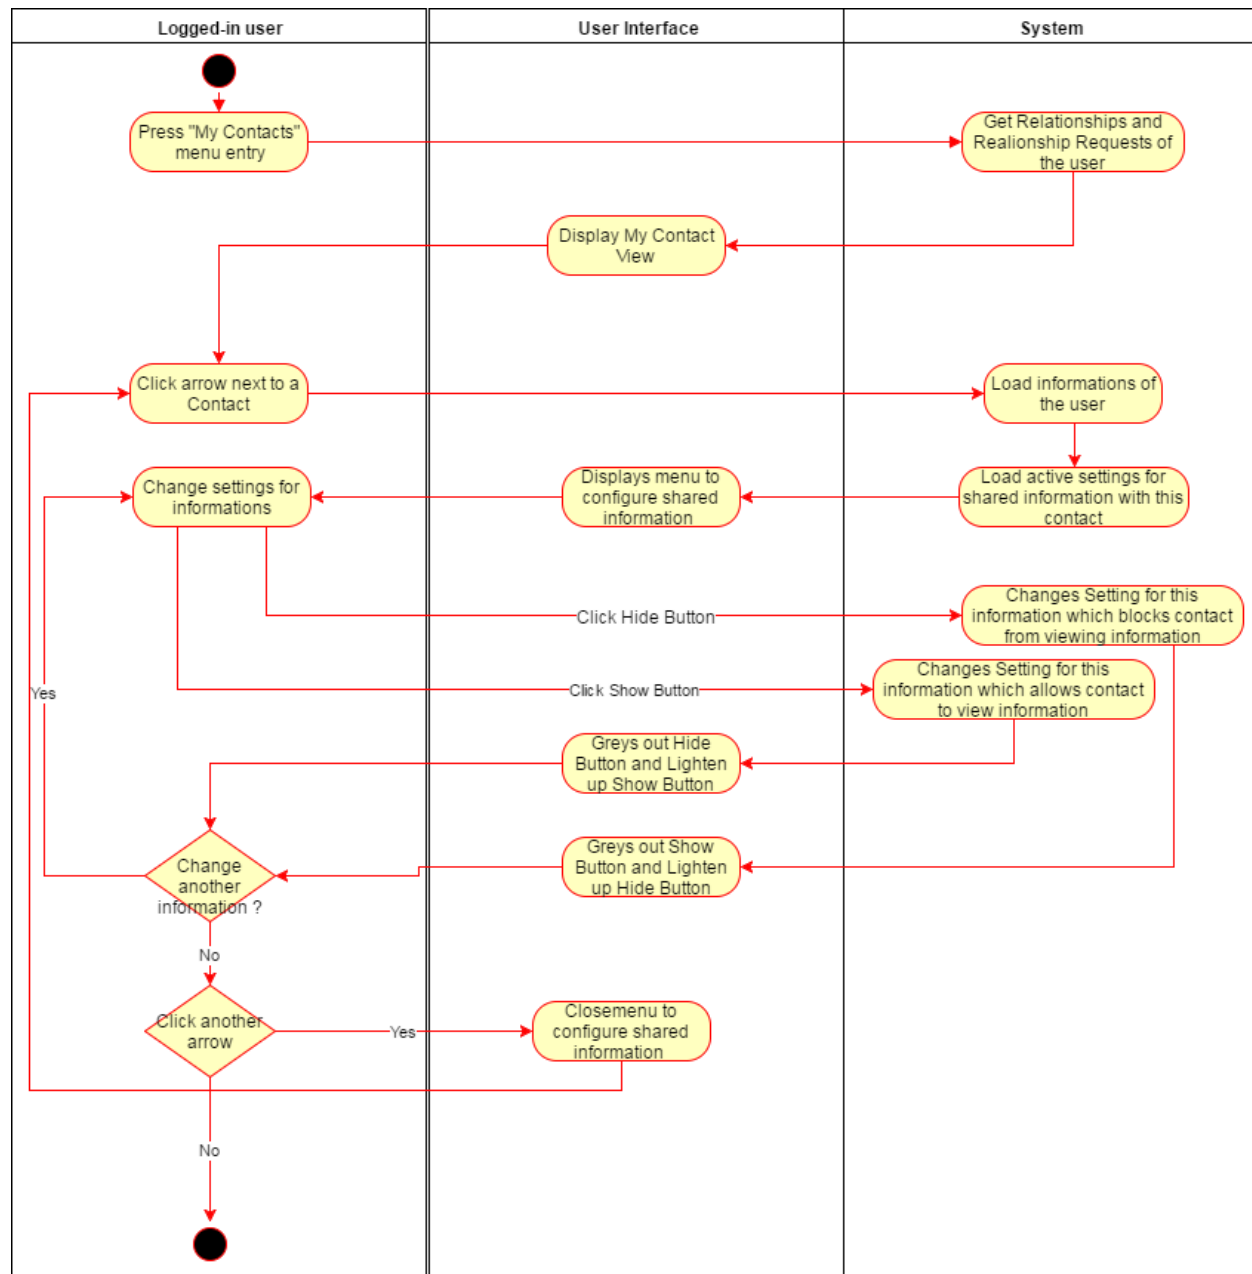 Logged-in user
User Interface
System
Press "My Contacts"
menu entry
Get Relationships and
Realionship Requests of
the user
Display My Contact
View
Click arrow next to a
Contact
Load informations of
the user
Change settings for
informations
Displays menu to
configure shared
information
Load active settings for
shared information with this
contact
Click Hide Button
Changes Setting for this
information which blocks contact
from viewing information
Yes
Click Show Button
Changes Setting for this
information which allows contact
to view information
Greys out Hide
Button and Lighten
up Show Button
Change
another
information ?
Greys out Show
Button and Lighten
up Hide Button
No
Click another
arrow
Yes
Closemenu to
configure shared
information
No